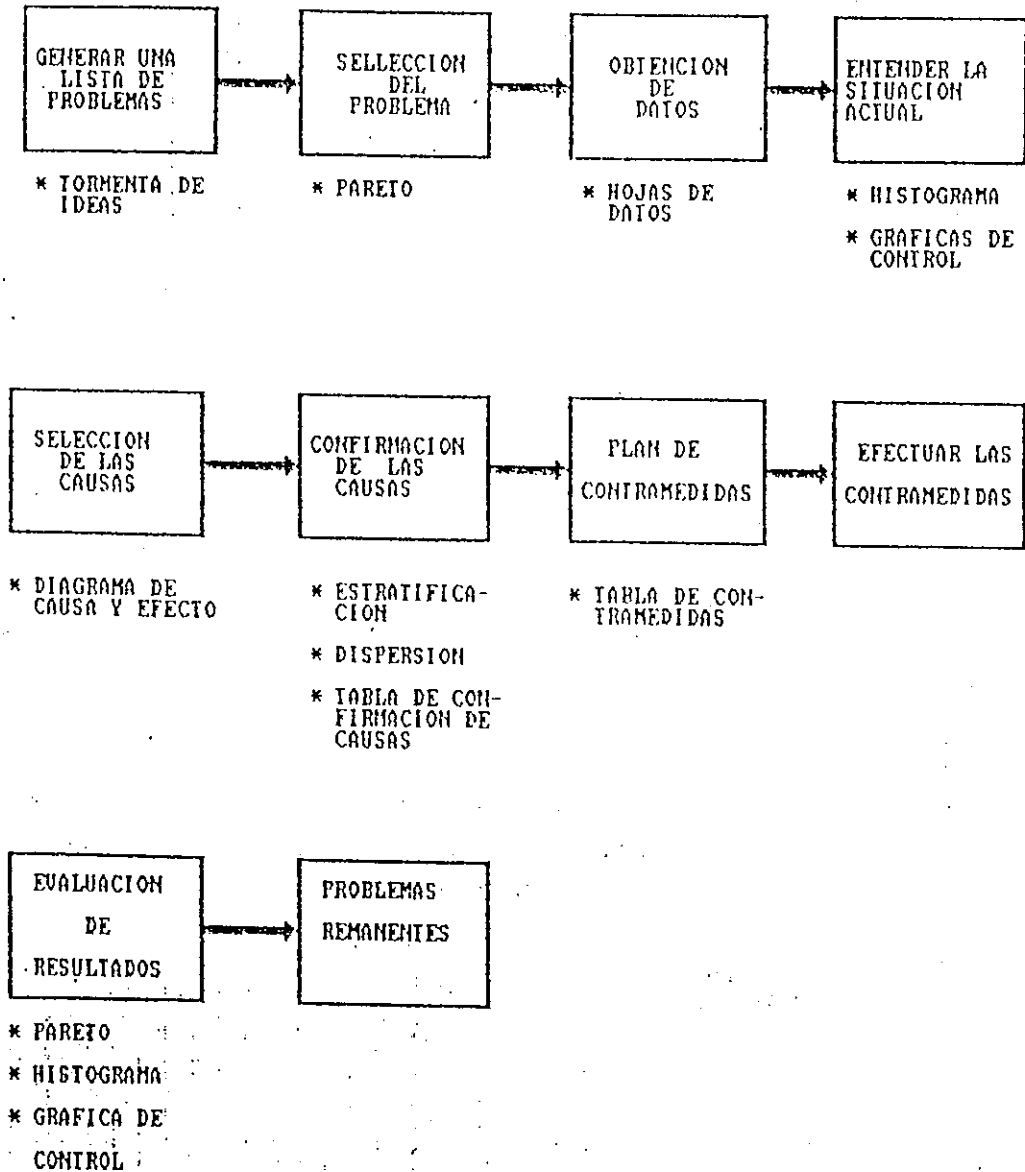 GENERAR UNA
LISTA DE
PROBLEMAS
* TORMENTA DE
IDEAS
SELLECCION
DEL
PROBLEMA
* PARETO
OBTENCION
DE
DATOS
* HOJAS DE
DATOS
ENTENDER LA
SITUACION
ACTUAL
* HISTOGRAMA
* GRAFICAS DE
CONTROL
SELECCION
DE LAS
CAUSAS
* DIAGRAMA DE
CAUSA Y EFECTO
CONFIRMACION
DE LAS
CAUSAS
* ESTRATIFICA-
CION
* DISPERSION
* TABLA DE CON-
FIRMACION DE
CAUSAS
PLAN DE
CONTRAMEDIDAS
* TABLA DE CON-
TRAMEDIDAS
EFECTUAR LAS
CONTRAMEDIDAS
EVALUACION
DE
RESULTADOS
* PARETO
* HISTOGRAMA
* GRAFICA DE
CONTROL
PROBLEMAS
REMANENTES